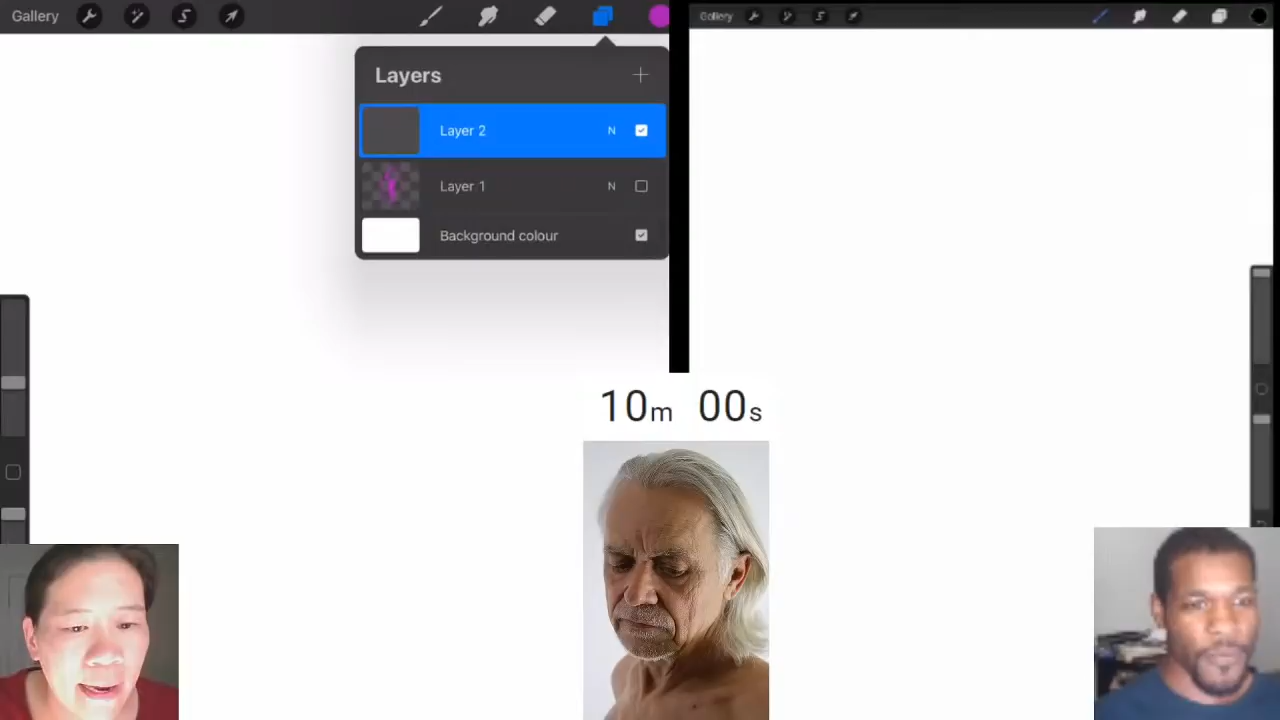 Gallery
Layers
Layer 2 N
Layer 1 N
Background colour
Gallery
10m 00s